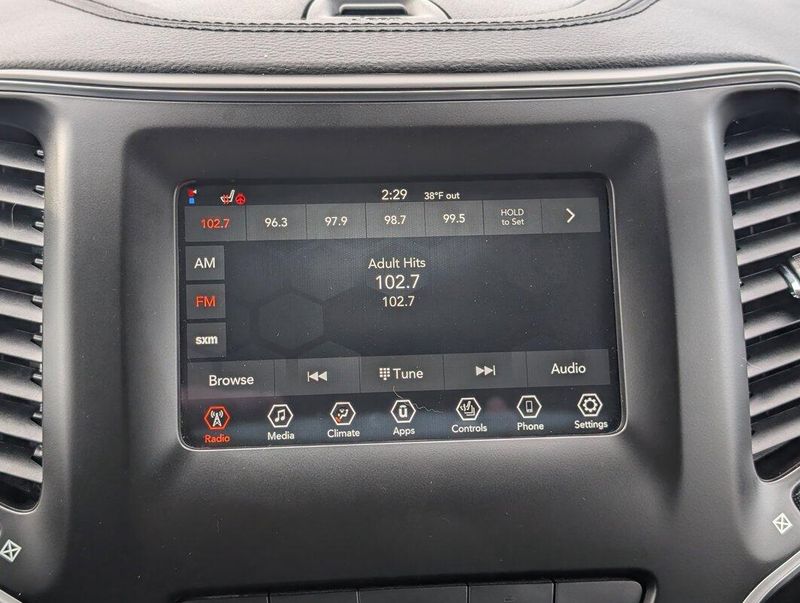 2:29 38°F out
102.7 96.3 97.9 98.7 99.5 HOLD
to Set
AM
FM
sxm
Adult Hits
102.7
102.7
Browse Tune Audio
Radio Media Climate Apps Controls Phone Settings